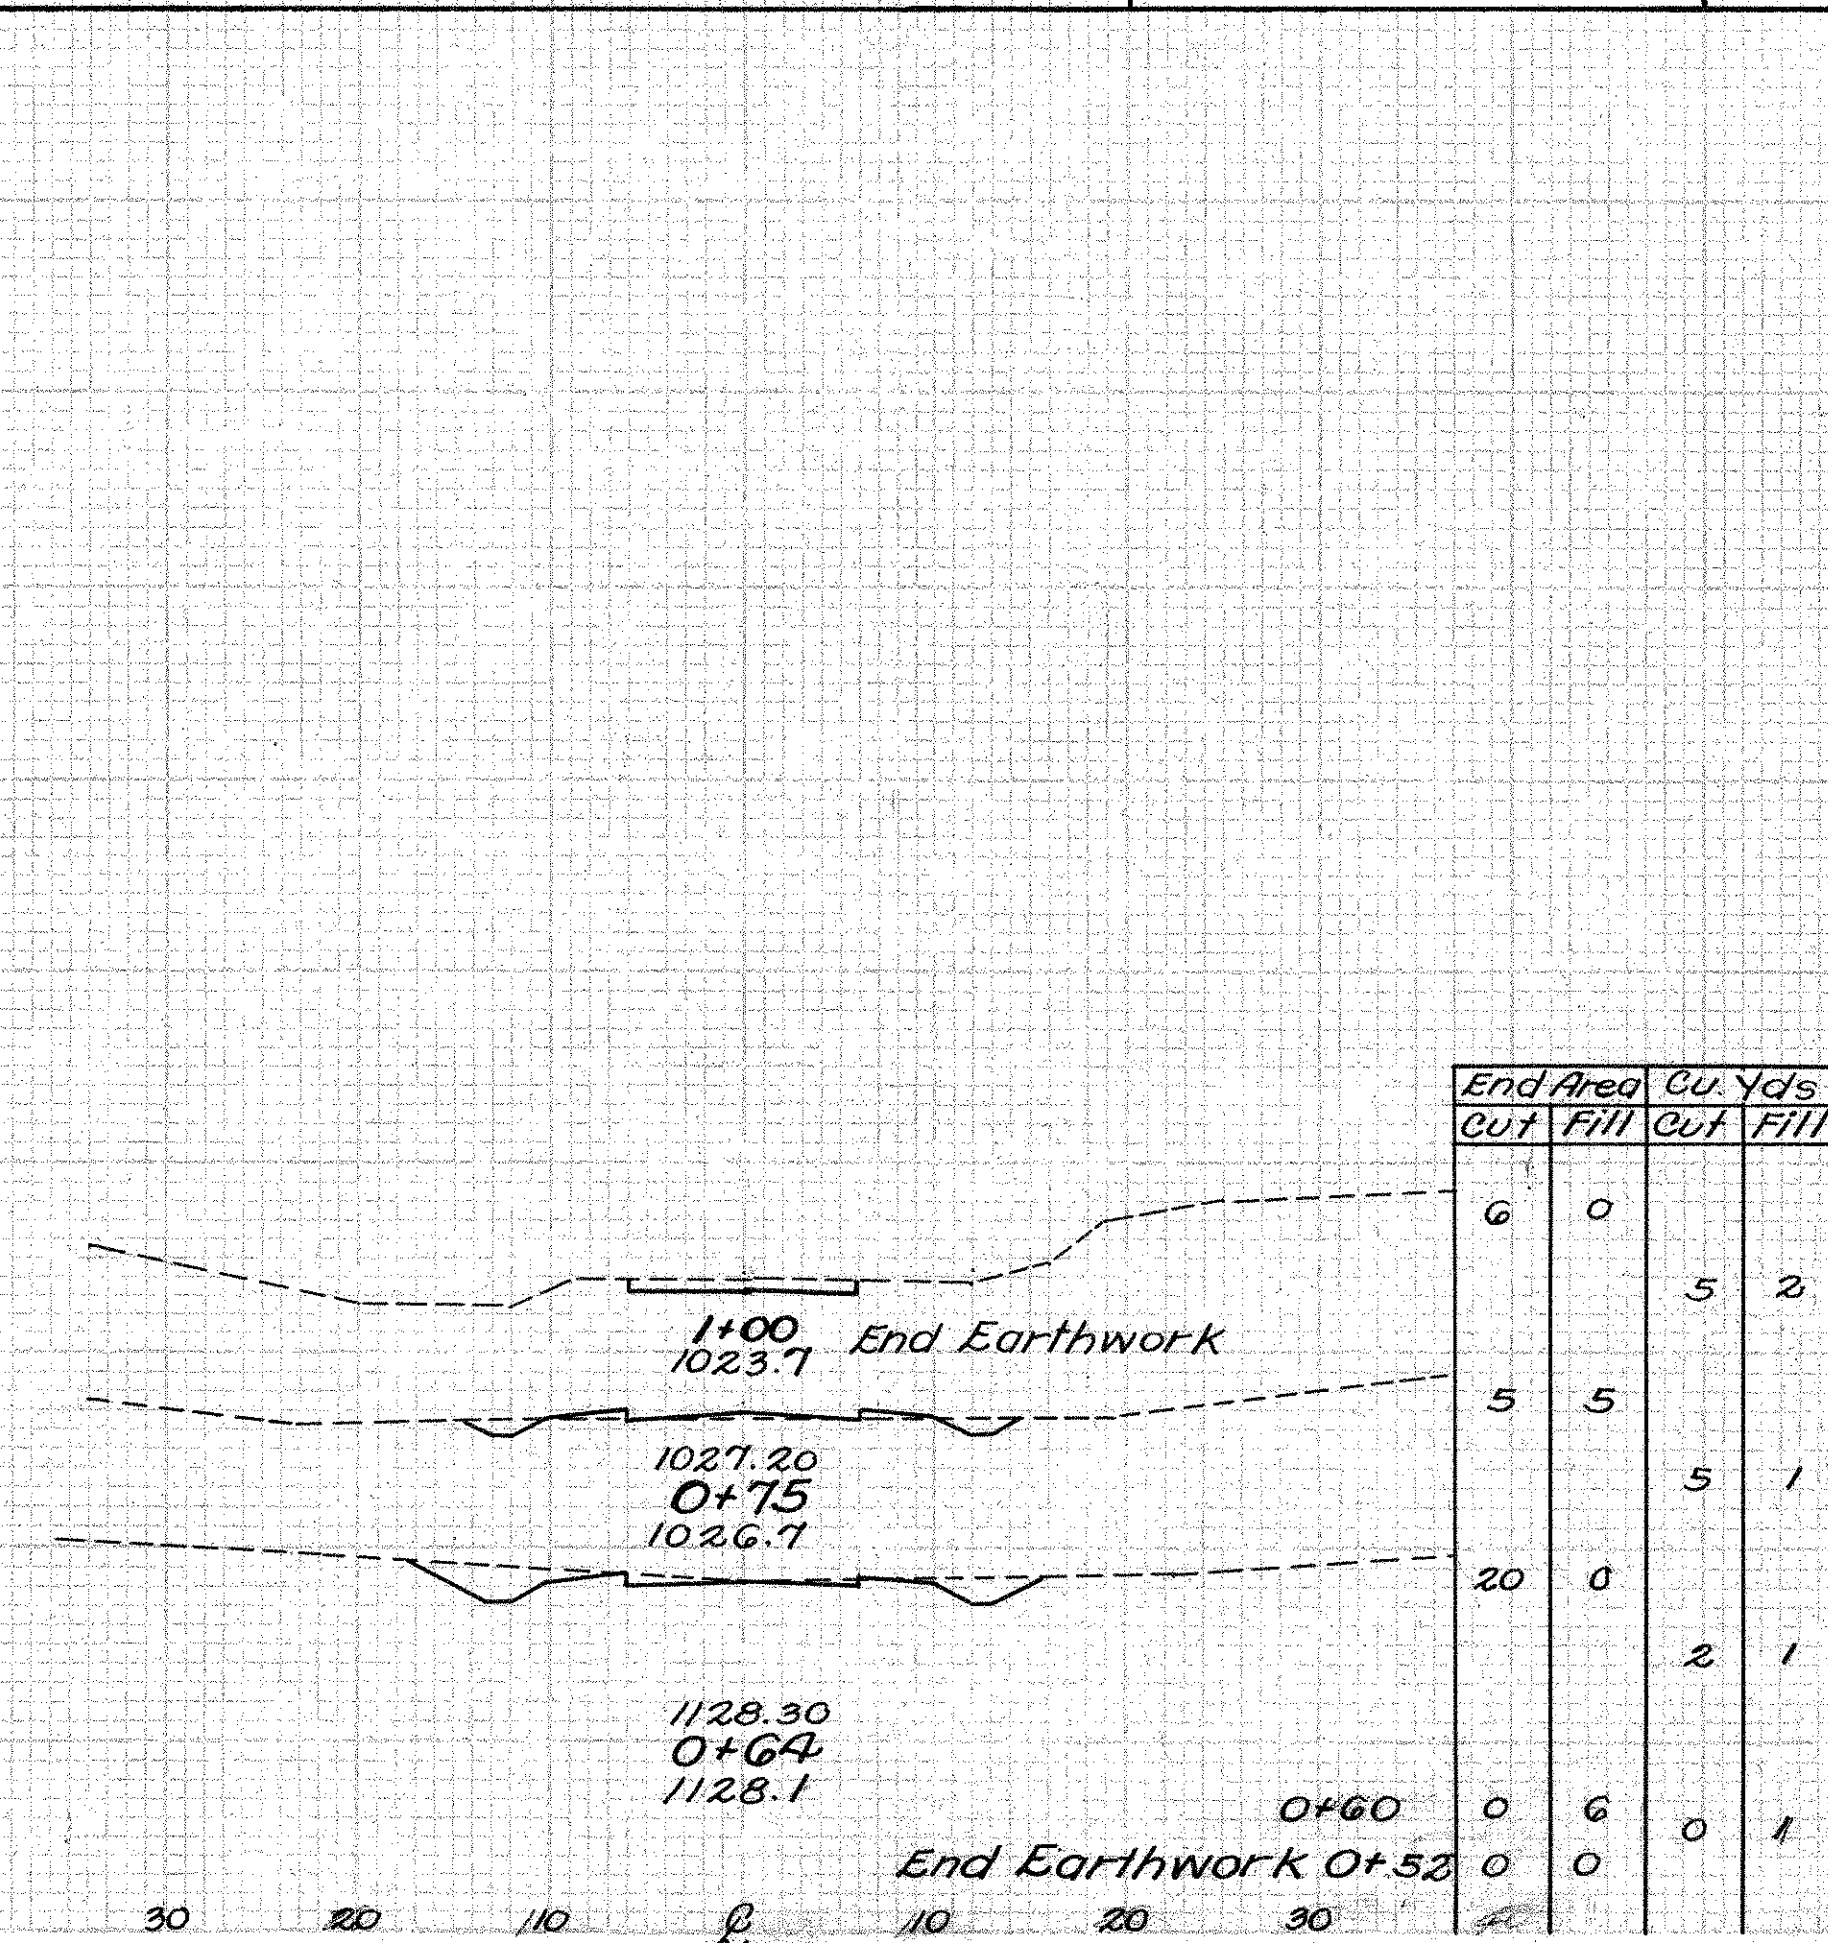 End Area Cu. Yds
Cut Fill Cut Fill
6 0
5 2
1+00 End Earthwork
1023.7
5 5
1027.20
5 1
0+75
1026.7
20 0
2 1
1128.30
0+64
1128.1
0+60 0 6
0 1
End Earthwork 0+52 0 0
30 20 10 ℄ 10 20 30